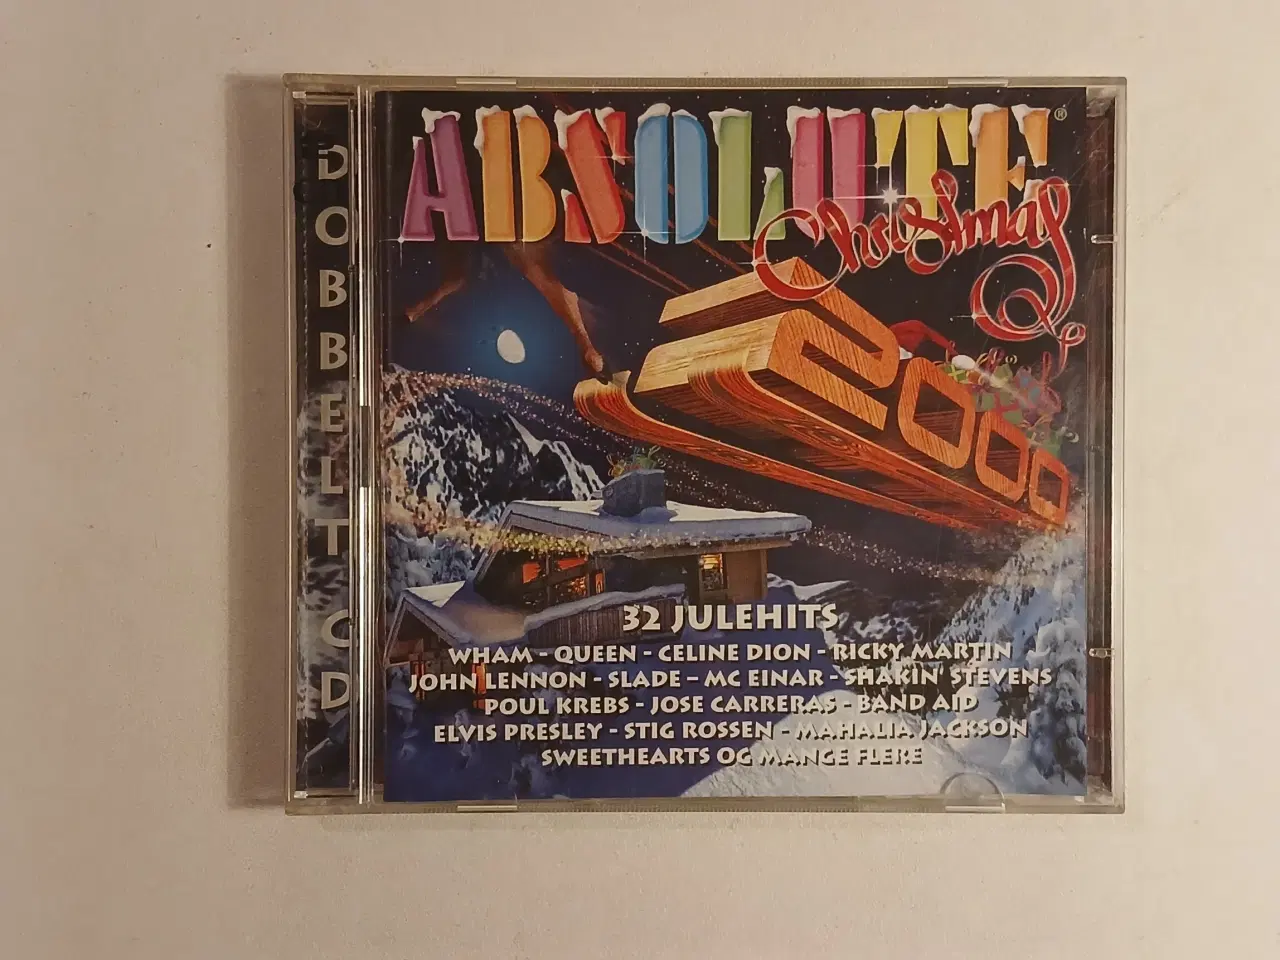 DOBBELT CD
ABSOLUTE®
Christmas
2000
32 JULEHITS
WHAM - QUEEN - CELINE DION - RICKY MARTIN
JOHN LENNON - SLADE - MC EINAR - SHAKIN' STEVENS
POUL KREBS - JOSE CARRERAS - BAND AID
ELVIS PRESLEY - STIG ROSSEN - MAHALIA JACKSON
SWEETHEARTS OG MANGE FLERE